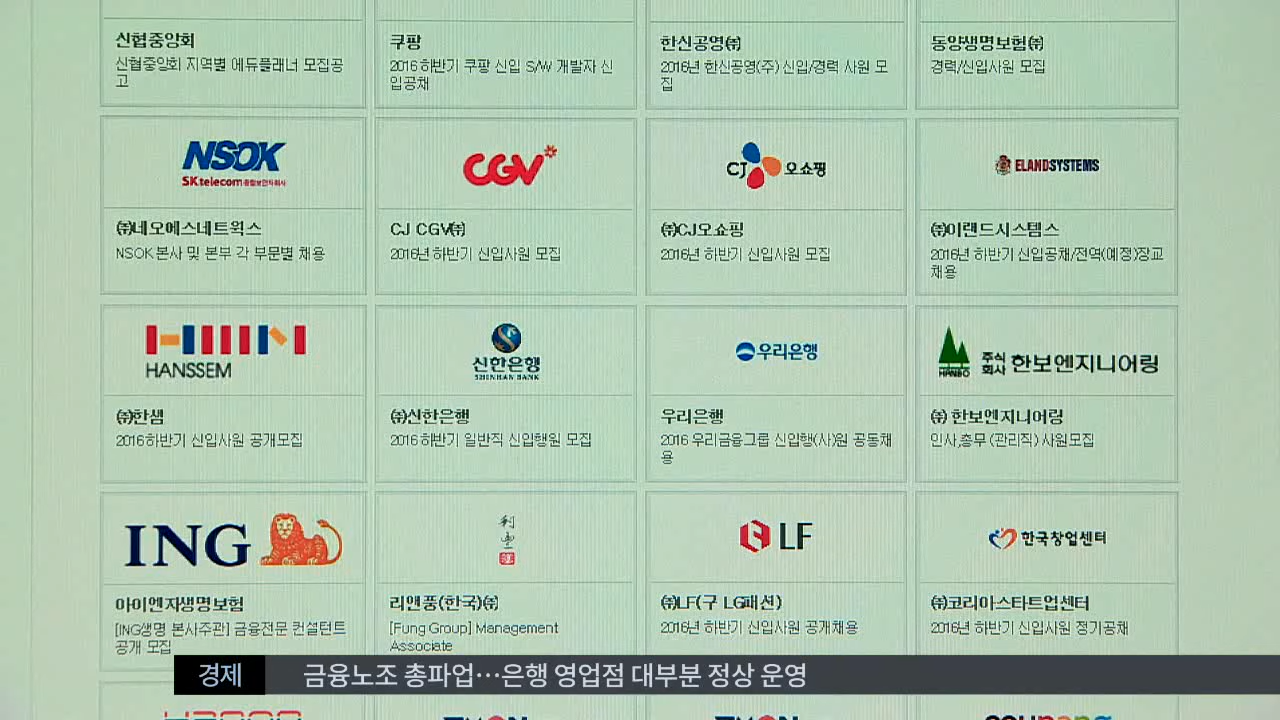 신협중앙회
신협중앙회 지역별 에듀플래너 모집공
고
쿠팡
2016 하반기 쿠팡 신입 S/W 개발자 신
입공채
한신공영㈜
2016년 한신공영(주) 신입/경력 사원 모
집
동양생명보험㈜
경력/신입사원 모집
NSOK
SK telecom 종합보안자회사
㈜네오에스네트웍스
NSOK 본사 및 본부 각 부문별 채용
CGV
CJ CGV㈜
2016년 하반기 신입사원 모집
CJ 오쇼핑
㈜CJ오쇼핑
2016년 하반기 신입사원 모집
ELANDSYSTEMS
㈜이랜드시스템스
2016년 하반기 신입공채/전역(예정)장교
채용
HANSSEM
㈜한샘
2016하반기 신입사원 공개모집
신한은행
SHINHAN BANK
㈜신한은행
2016 하반기 일반직 신입행원 모집
우리은행
우리은행
2016 우리금융그룹 신입행(사)원 공동채
용
HANBO
주식
회사 한보엔지니어링
㈜ 한보엔지니어링
인사,총무 (관리직) 사원모집
ING
아이엔지생명보험
[ING생명 본사주관] 금융전문 컨설턴트
공개 모집
利
豊
리앤풍(한국)㈜
[Fung Group] Management
Associate
LF
㈜LF(구 LG패션)
2016년 하반기 신입사원 공개채용
한국창업센터
㈜코리아스타트업센터
2016년 하반기 신입사원 정기공채
경제 금융노조 총파업…은행 영업점 대부분 정상 운영